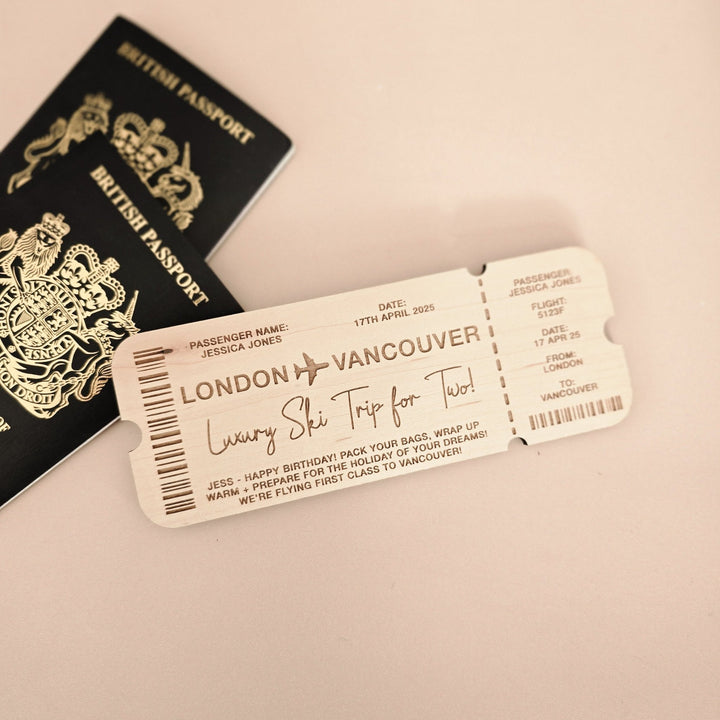 BRITISH PASSPORT
BRITISH PASSPORT
PASSENGER NAME:
JESSICA JONES
DATE:
17TH APRIL 2025
LONDON VANCOUVER
Luxury Ski Trip for Two!
JESS - HAPPY BIRTHDAY! PACK YOUR BAGS, WRAP UP
WARM + PREPARE FOR THE HOLIDAY OF YOUR DREAMS!
WE'RE FLYING FIRST CLASS TO VANCOUVER!
PASSENGER:
JESSICA JONES
FLIGHT:
5123F
DATE:
17 APR 25
FROM:
LONDON
TO:
VANCOUVER